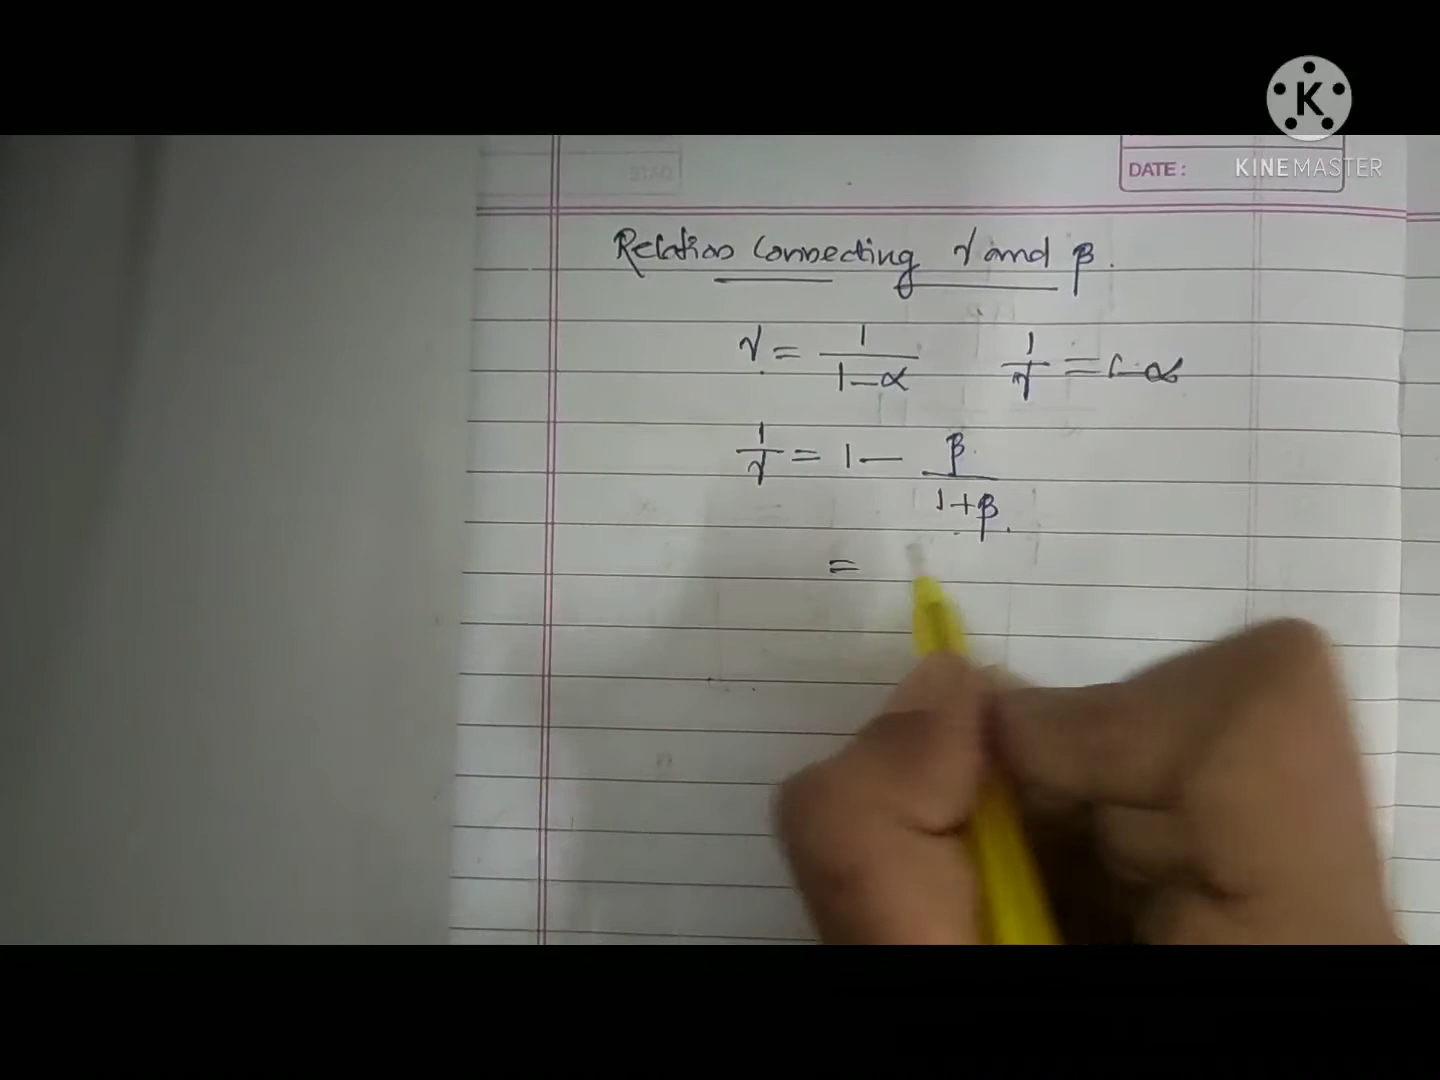 K
DATE :
KINEMASTER
Relation Connecting γ and β.
γ = 1/(1-α)   1/γ = 1-α
1/γ = 1 - β/(1+β).
=